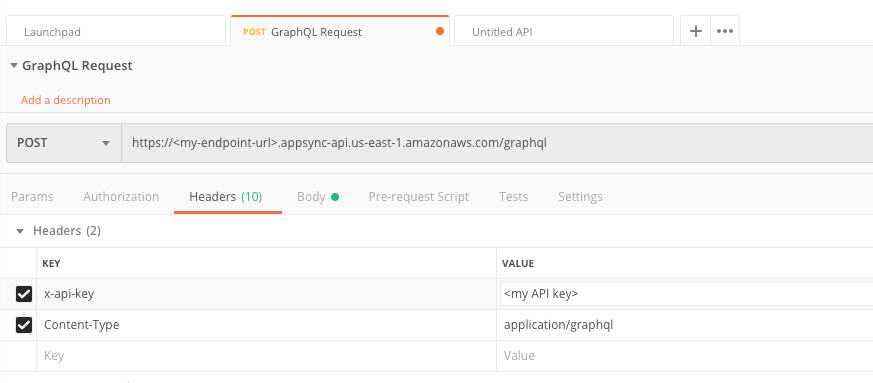 Launchpad
POST GraphQL Request
Untitled API
GraphQL Request
Add a description
POST
https://<my-endpoint-url>.appsync-api.us-east-1.amazonaws.com/graphql
Params Authorization Headers (10) Body Pre-request Script Tests Settings
Headers (2)
KEY VALUE
x-api-key <my API key>
Content-Type application/graphql
Key Value